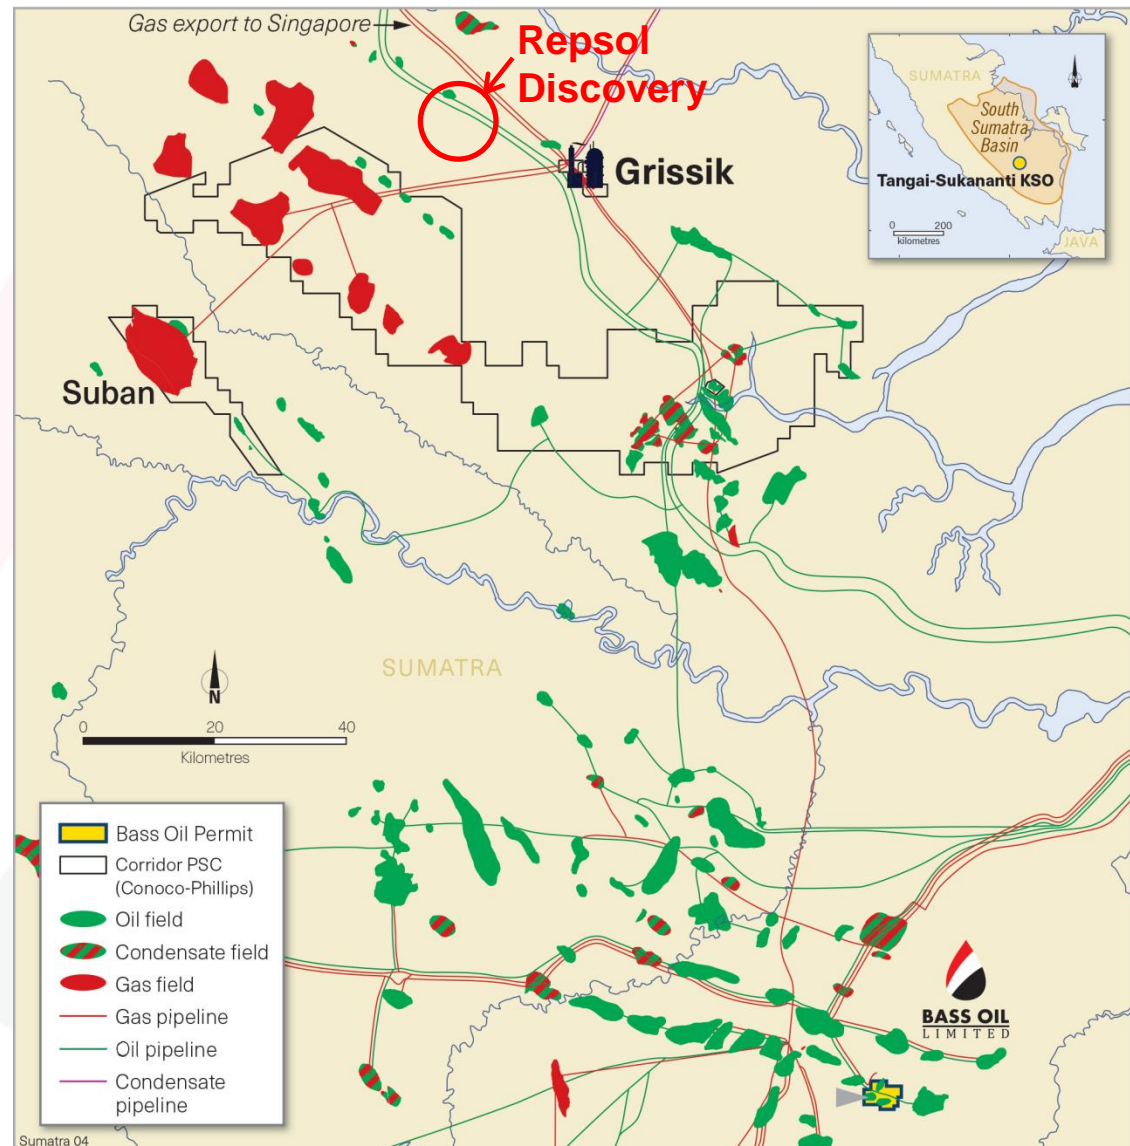 Gas export to Singapore
Repsol
Discovery
SUMATRA
South
Sumatra
Basin
Tangai-Sukananti KSO
0 200
kilometres
JAVA
N
Grissik
Suban
SUMATRA
N
0 20 40
Kilometres
Bass Oil Permit
Corridor PSC
(Conoco-Phillips)
Oil field
Condensate field
Gas field
Gas pipeline
Oil pipeline
Condensate
pipeline
BASS OIL
LIMITED
Sumatra 04